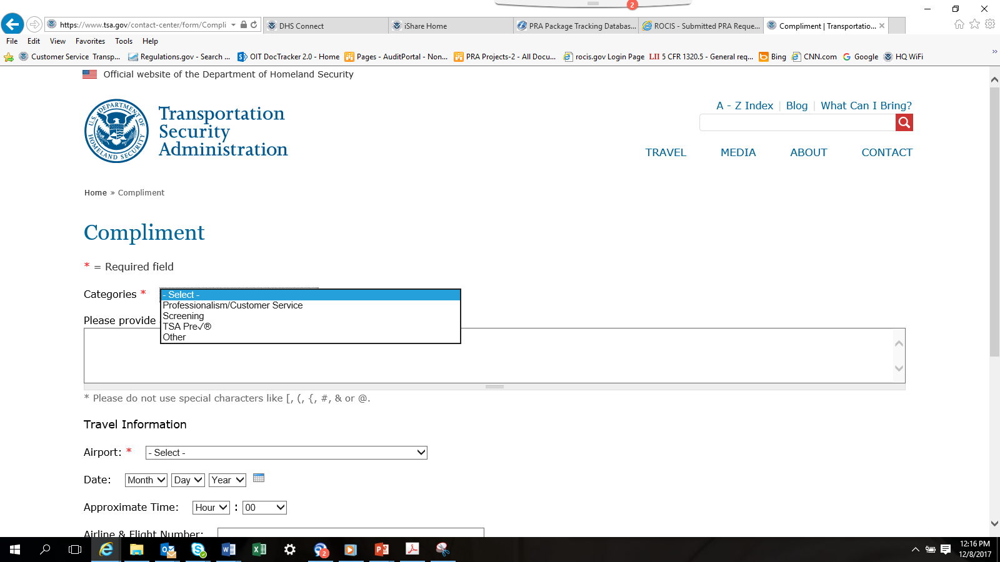 2
https://www.tsa.gov/contact-center/form/Compli
DHS Connect
iShare Home
PRA Package Tracking Databas...
ROCIS - Submitted PRA Reque...
Compliment | Transportatio...
File Edit View Favorites Tools Help
Customer Service Transp...
Regulations.gov - Search ...
OIT DocTracker 2.0 - Home
Pages - AuditPortal - Non...
PRA Projects-2 - All Docu...
rocis.gov Login Page
LII 5 CFR 1320.5 - General req...
Bing
CNN.com
Google
HQ WiFi
Official website of the Department of Homeland Security
U.S. DEPARTMENT OF HOMELAND SECURITY
Transportation
Security
Administration
A - Z Index | Blog | What Can I Bring?
TRAVEL MEDIA ABOUT CONTACT
Home » Compliment
Compliment
* = Required field
Categories *
- Select -
Professionalism/Customer Service
Screening
TSA Pre✓®
Other
Please provide
* Please do not use special characters like [, (, {, #, & or @.
Travel Information
Airport: * - Select -
Date: Month Day Year
Approximate Time: Hour : 00
Airline & Flight Number:
2
12:16 PM
12/8/2017